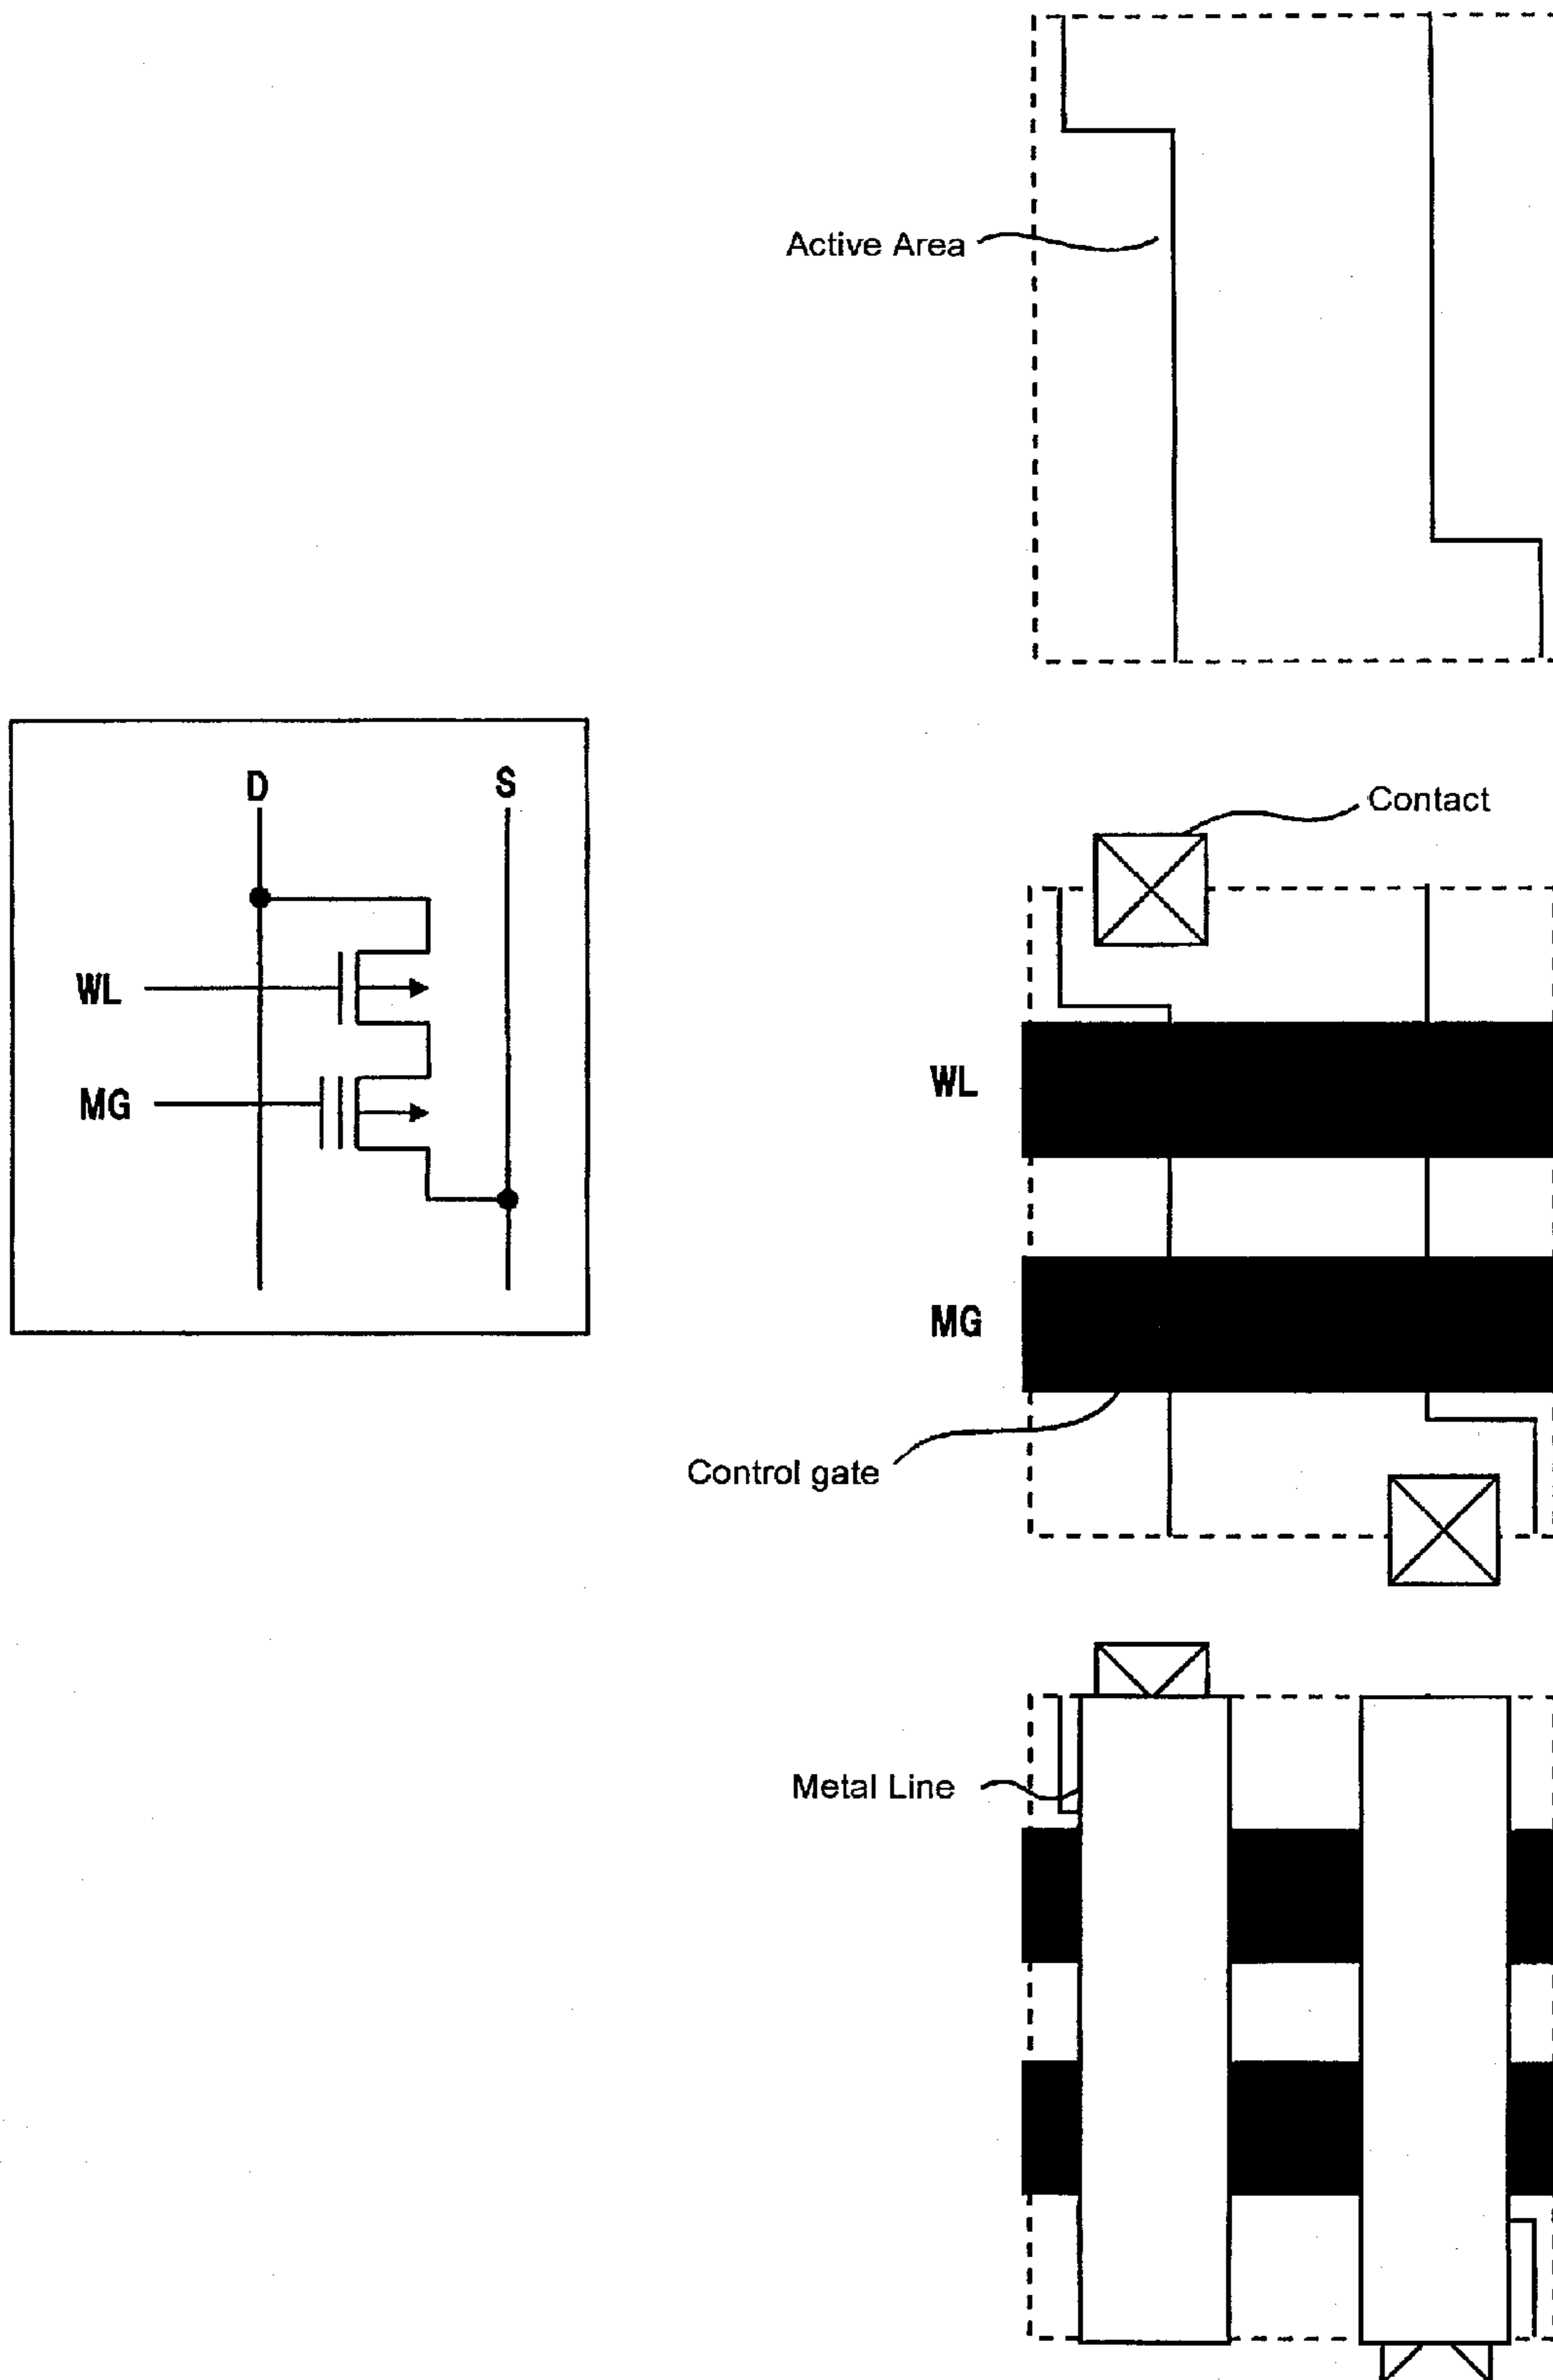 Active Area
D
S
WL
MG
Contact
WL
MG
Control gate
Metal Line